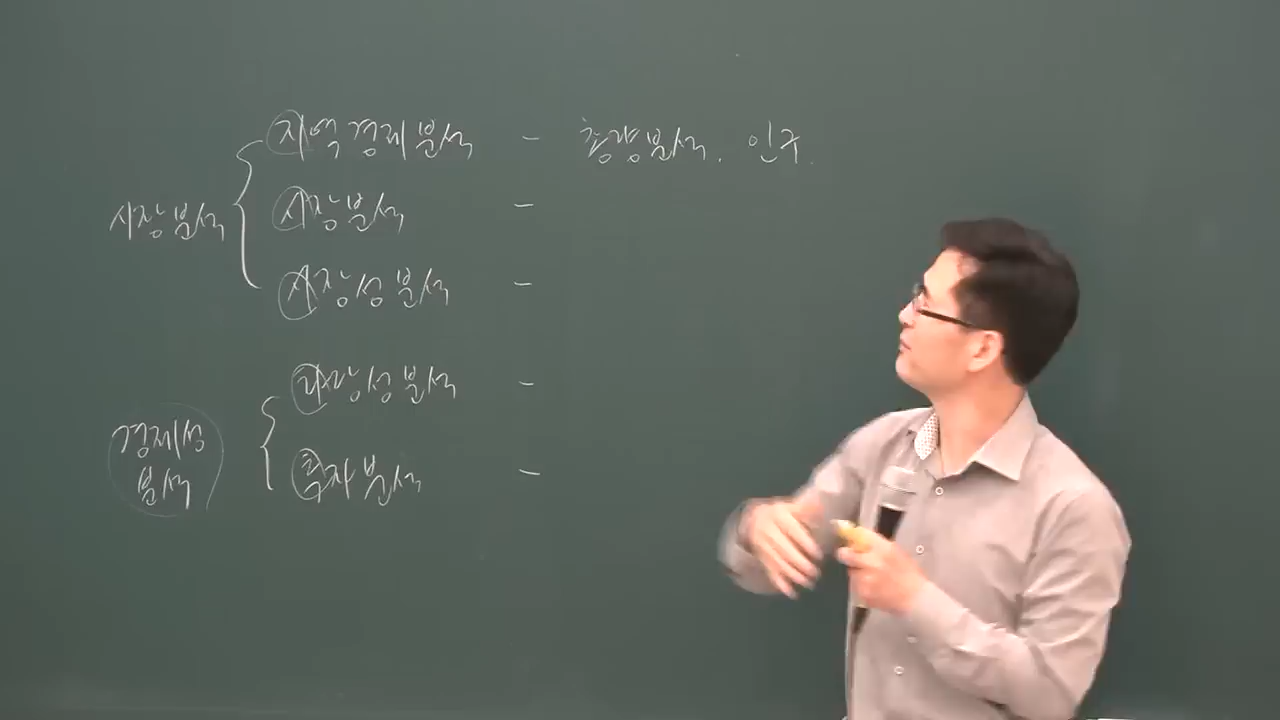 지역경제분석 - 총량분석. 인구.
시장분석
시장분석 -
시장성분석 -
타당성분석 -
경제성
분석
투자분석 -